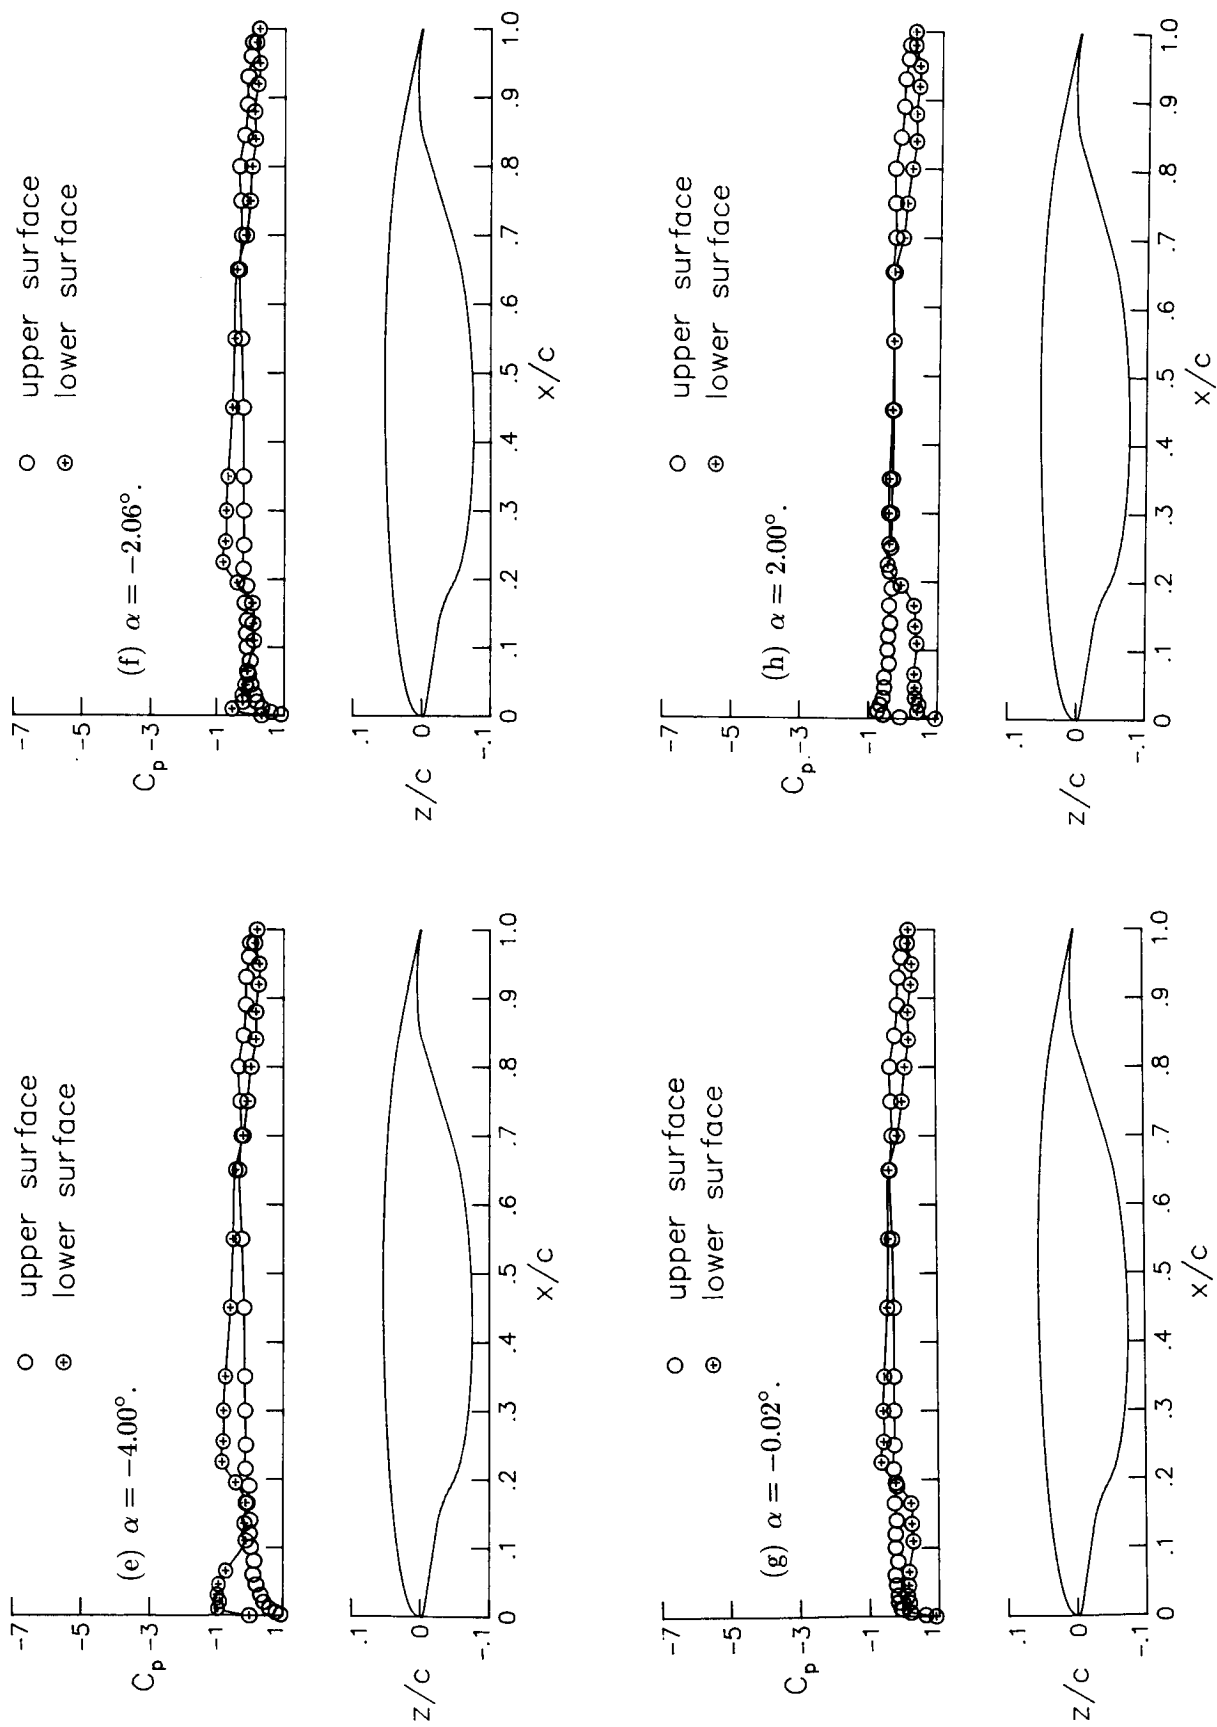 ○ upper surface
⊕ lower surface
(e) α = −4.00°.
-7
-5
Cp -3
-1
1
.1
z/c 0
-.1
0 .1 .2 .3 .4 .5 .6 .7 .8 .9 1.0
x/c
○ upper surface
⊕ lower surface
(f) α = −2.06°.
-7
Cp -3
-1
1
.1
z/c 0
-.1
0 .1 .2 .3 .4 .5 .6 .7 .8 .9 1.0
x/c
○ upper surface
⊕ lower surface
(g) α = −0.02°.
-7
-5
Cp -3
-1
1
.1
z/c 0
-.1
0 .1 .2 .3 .4 .5 .6 .7 .8 .9 1.0
x/c
○ upper surface
⊕ lower surface
(h) α = 2.00°.
-7
-5
Cp -3
-1
1
.1
z/c 0
-.1
0 .1 .2 .3 .4 .5 .6 .7 .8 .9 1.0
x/c